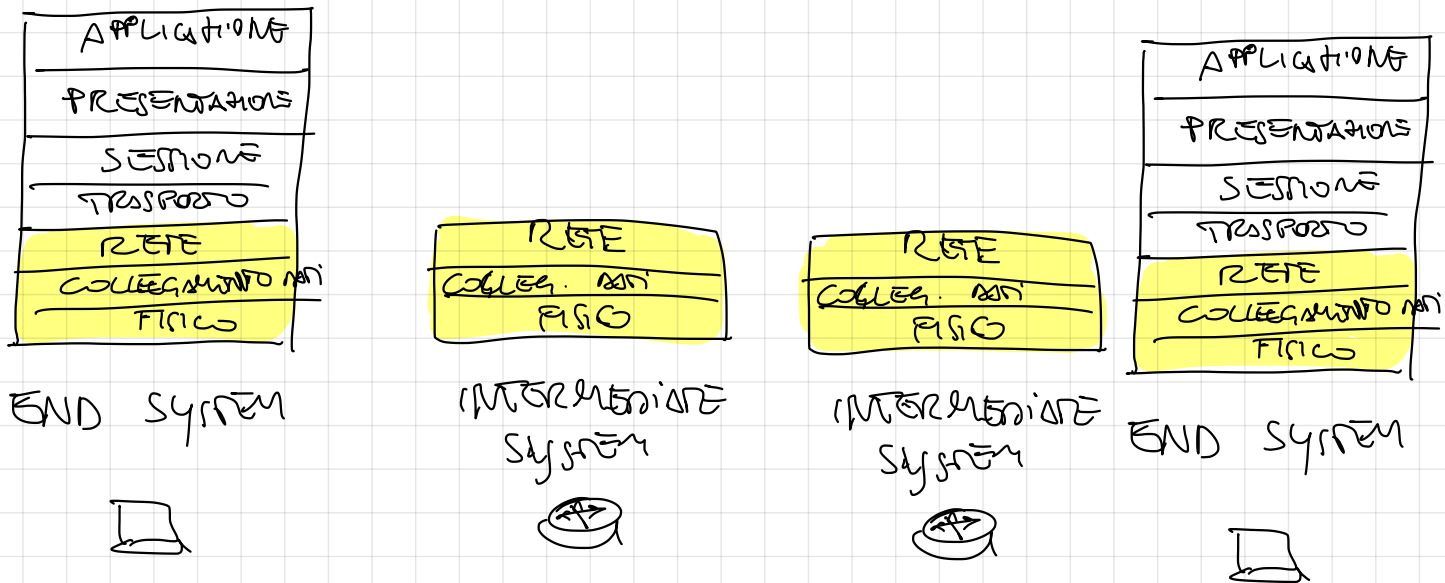 APPLICAZIONE
PRESENTAZIONE
SESSIONE
TRASPORTO
RETE
COLLEGAMENTO DATI
FISICO
END SYSTEM
RETE
COLLEG. DATI
FISICO
INTERMEDIATE
SYSTEM
RETE
COLLEG. DATI
FISICO
INTERMEDIATE
SYSTEM
APPLICAZIONE
PRESENTAZIONE
SESSIONE
TRASPORTO
RETE
COLLEGAMENTO DATI
FISICO
END SYSTEM